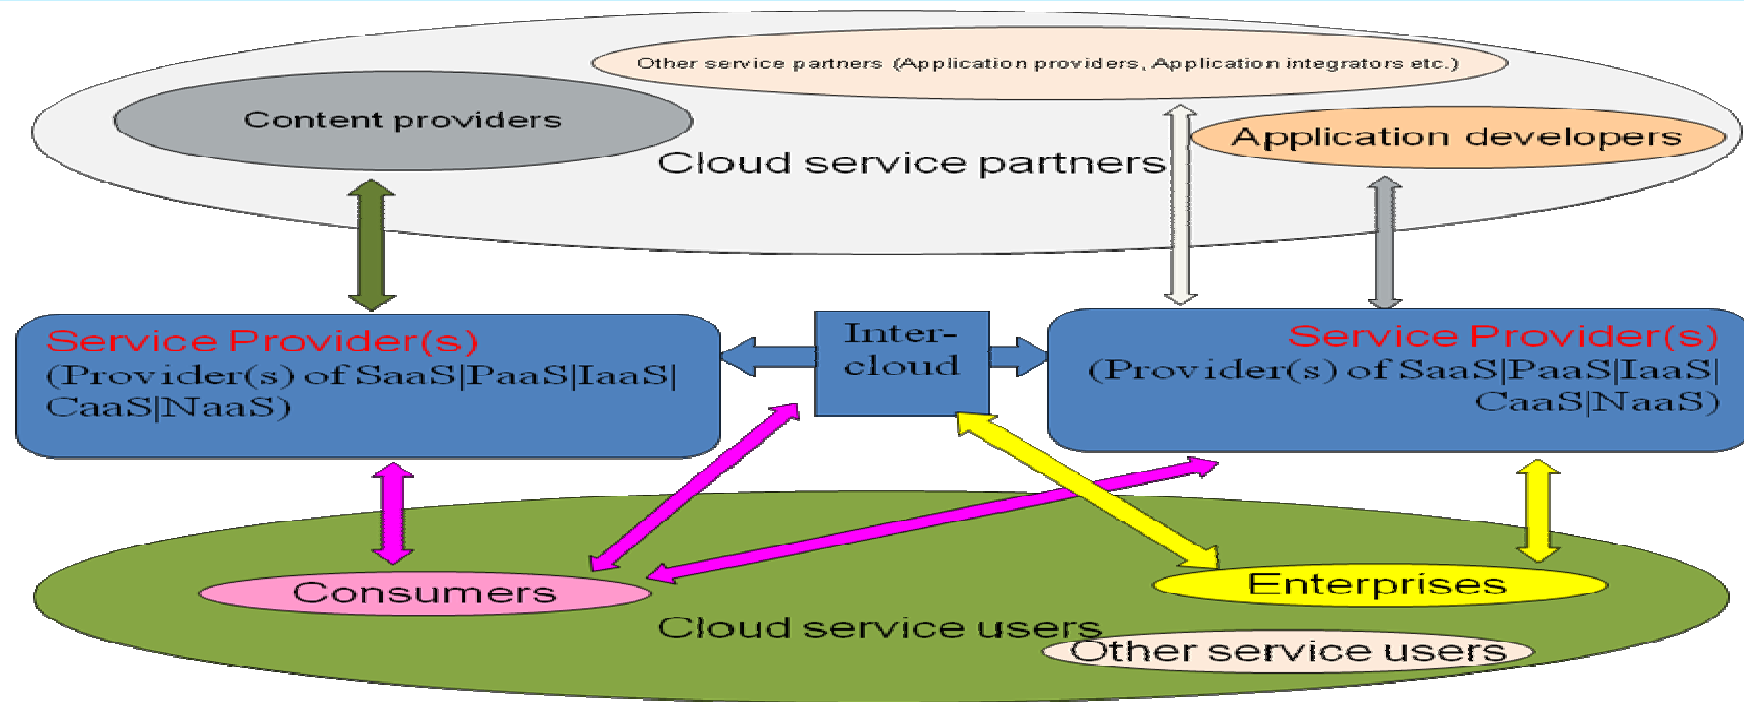 Other service partners (Application providers, Application integrators etc.)
Content providers
Application developers
Cloud service partners
Service Provider(s)
(Provider(s) of SaaS|PaaS|IaaS|
CaaS|NaaS)
Inter-
cloud
Service Provider(s)
(Provider(s) of SaaS|PaaS|IaaS|
CaaS|NaaS)
Consumers
Enterprises
Cloud service users
Other service users